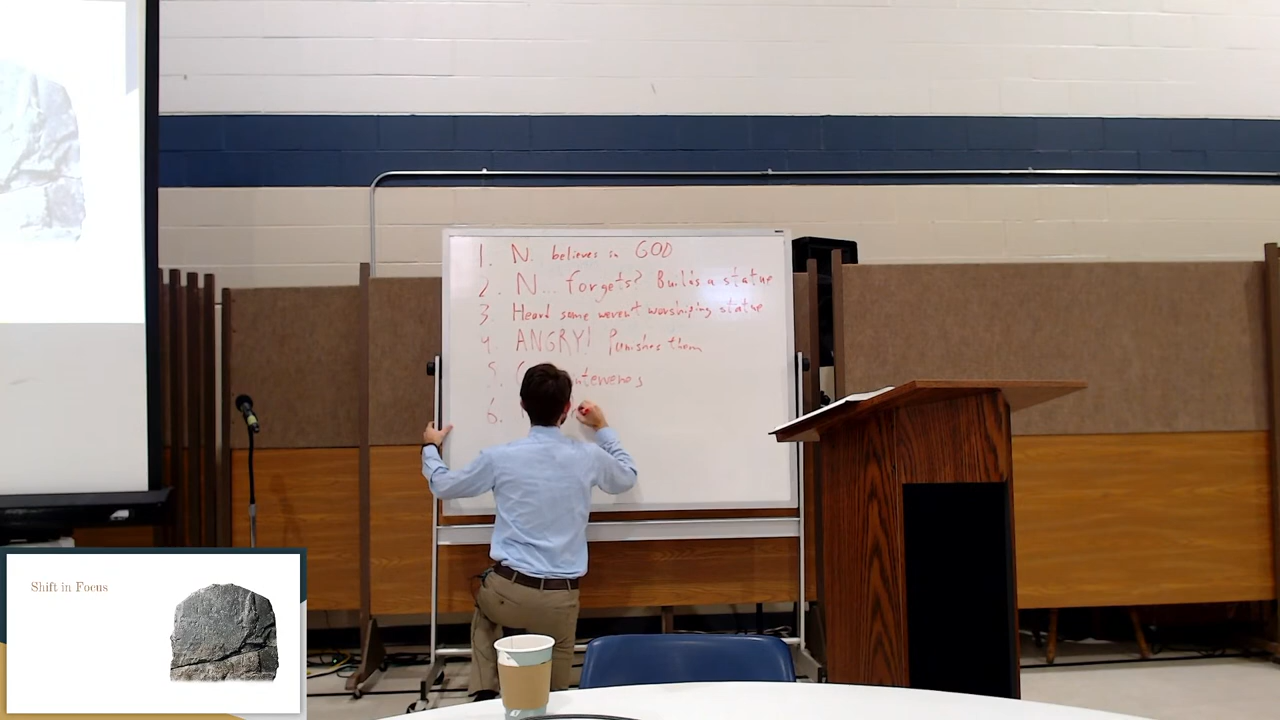 1. N. believes in GOD
2. N... forgets? Builds a statue
3. Heard some weren't worshiping statue
4. ANGRY! Punishes them
5. intervenes
6.
Shift in Focus